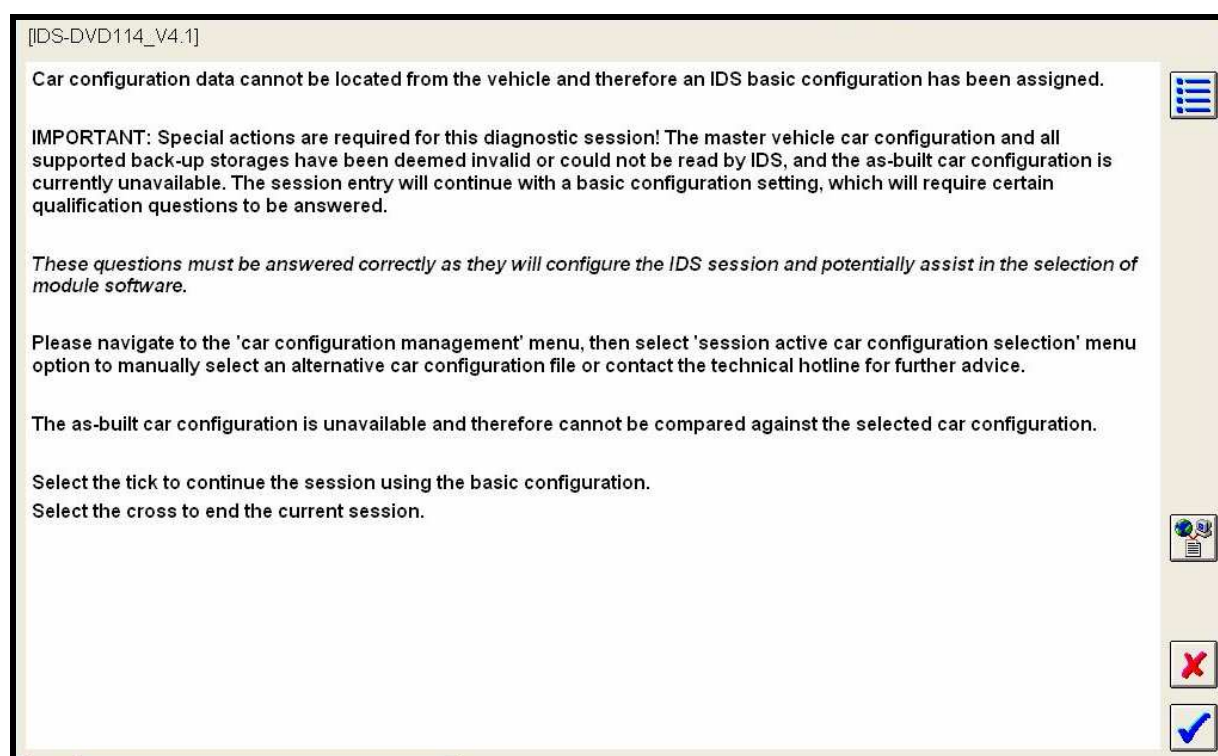 [IDS-DVD114_V4.1]
Car configuration data cannot be located from the vehicle and therefore an IDS basic configuration has been assigned.
IMPORTANT: Special actions are required for this diagnostic session! The master vehicle car configuration and all
supported back-up storages have been deemed invalid or could not be read by IDS, and the as-built car configuration is
currently unavailable. The session entry will continue with a basic configuration setting, which will require certain
qualification questions to be answered.
These questions must be answered correctly as they will configure the IDS session and potentially assist in the selection of
module software.
Please navigate to the 'car configuration management' menu, then select 'session active car configuration selection' menu
option to manually select an alternative car configuration file or contact the technical hotline for further advice.
The as-built car configuration is unavailable and therefore cannot be compared against the selected car configuration.
Select the tick to continue the session using the basic configuration.
Select the cross to end the current session.